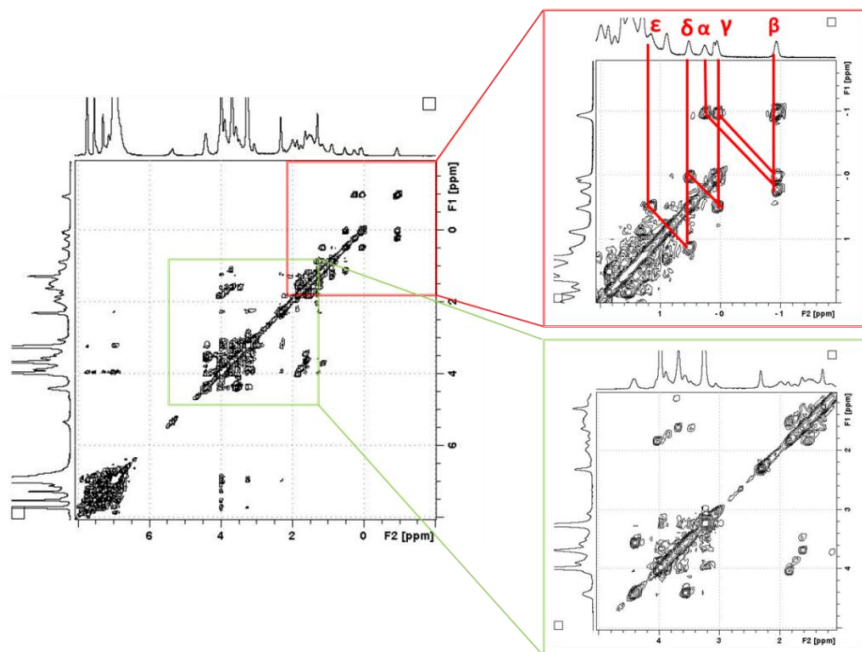 ε δ α γ β
F1 [ppm]
-1
-0
1
1 -0 -1 F2 [ppm]
F1 [ppm]
0
2
4
6
6 4 2 0 F2 [ppm]
F1 [ppm]
2
3
4
4 2 F2 [ppm]